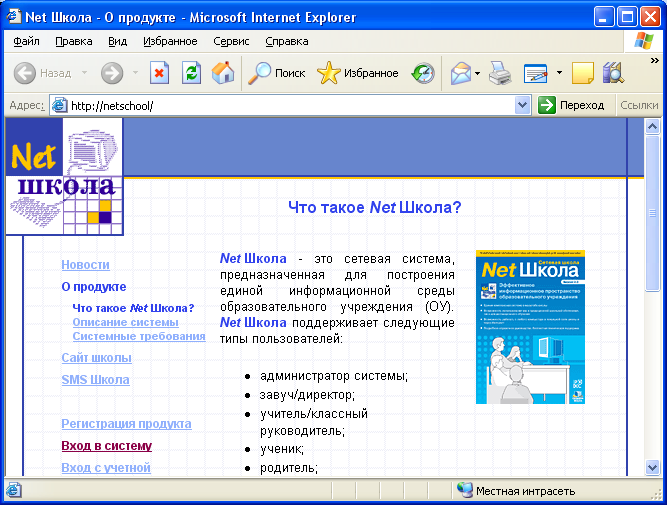 Net Школа - О продукте - Microsoft Internet Explorer
Файл Правка Вид Избранное Сервис Справка
Назад Поиск Избранное
Адрес: http://netschool/ Переход Ссылки
Net
школа
Что такое Net Школа?
Новости
О продукте
Что такое Net Школа?
Описание системы
Системные требования
Сайт школы
SMS Школа
Регистрация продукта
Вход в систему
Вход с учетной
Net Школа - это сетевая система,
предназначенная для построения
единой информационной среды
образовательного учреждения (ОУ).
Net Школа поддерживает следующие
типы пользователей:
администратор системы;
завуч/директор;
учитель/классный
руководитель;
ученик;
родитель;
Сетевая школа
Net Школа
Эффективное
информационное пространство
образовательного учреждения
Местная интрасеть